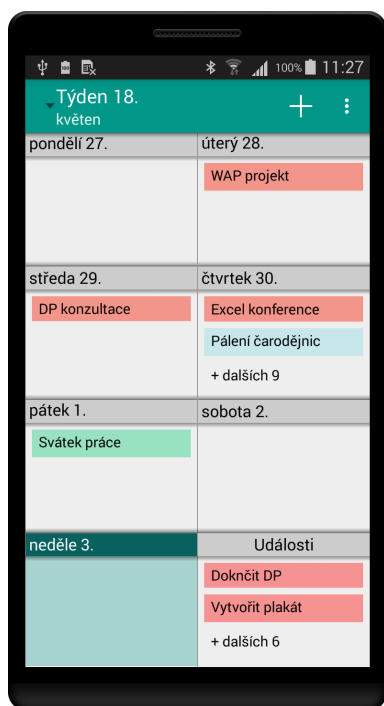 100% 11:27
Týden 18.
květen
pondělí 27.
úterý 28.
WAP projekt
středa 29.
čtvrtek 30.
DP konzultace
Excel konference
Pálení čarodějnic
+ dalších 9
pátek 1.
sobota 2.
Svátek práce
neděle 3.
Události
Doknčit DP
Vytvořit plakát
+ dalších 6